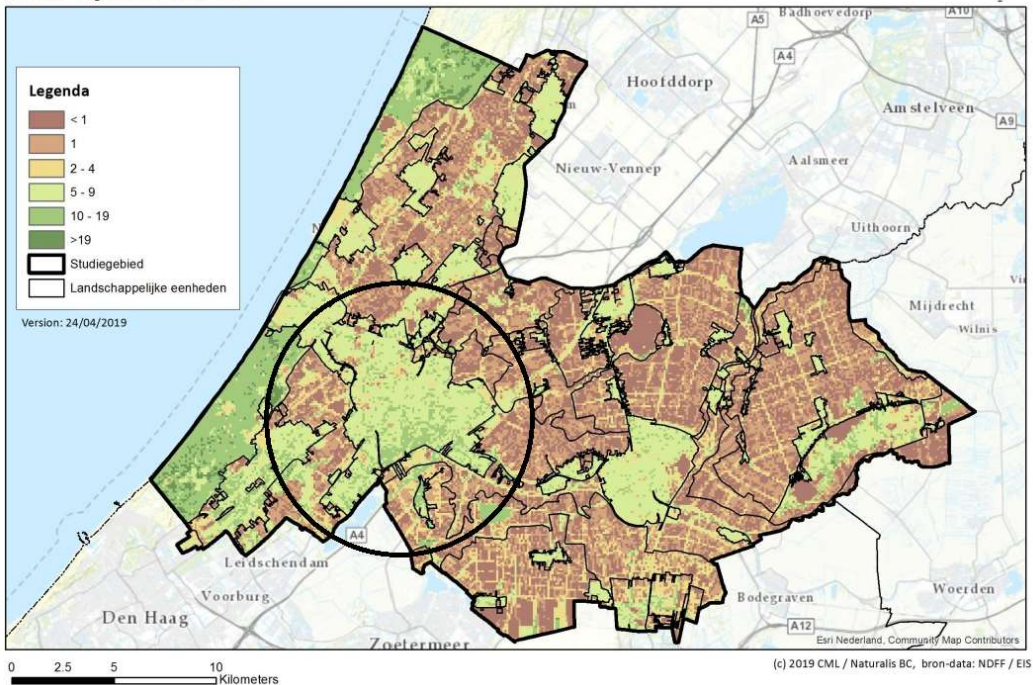 Legenda
< 1
1
2 - 4
5 - 9
10 - 19
>19
Studiegebied
Landschappelijke eenheden
Version: 24/04/2019
A5
Badhoevedorp
A10
A4
Hoofddorp
Amstelveen
A9
Nieuw-Vennep
Aalsmeer
Uithoorn
Mijdrecht
Wilnis
A4
Leidschendam
Voorburg
Den Haag
Zoetermeer
Bodegraven
Woerden
A12
Esri Nederland, Community Map Contributors
0 2.5 5 10
Kilometers
(c) 2019 CML / Naturalis BC, bron-data: NDFF / EIS